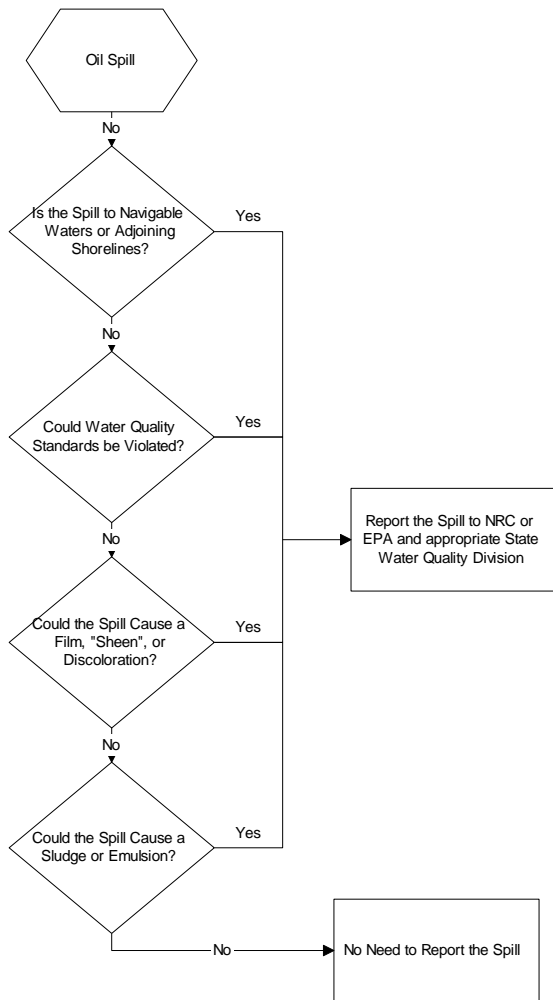 Oil Spill
No
Is the Spill to Navigable
Waters or Adjoining
Shorelines?
Yes
No
Could Water Quality
Standards be Violated?
Yes
Report the Spill to NRC or
EPA and appropriate State
Water Quality Division
No
Could the Spill Cause a
Film, "Sheen", or
Discoloration?
Yes
No
Could the Spill Cause a
Sludge or Emulsion?
Yes
No
No Need to Report the Spill